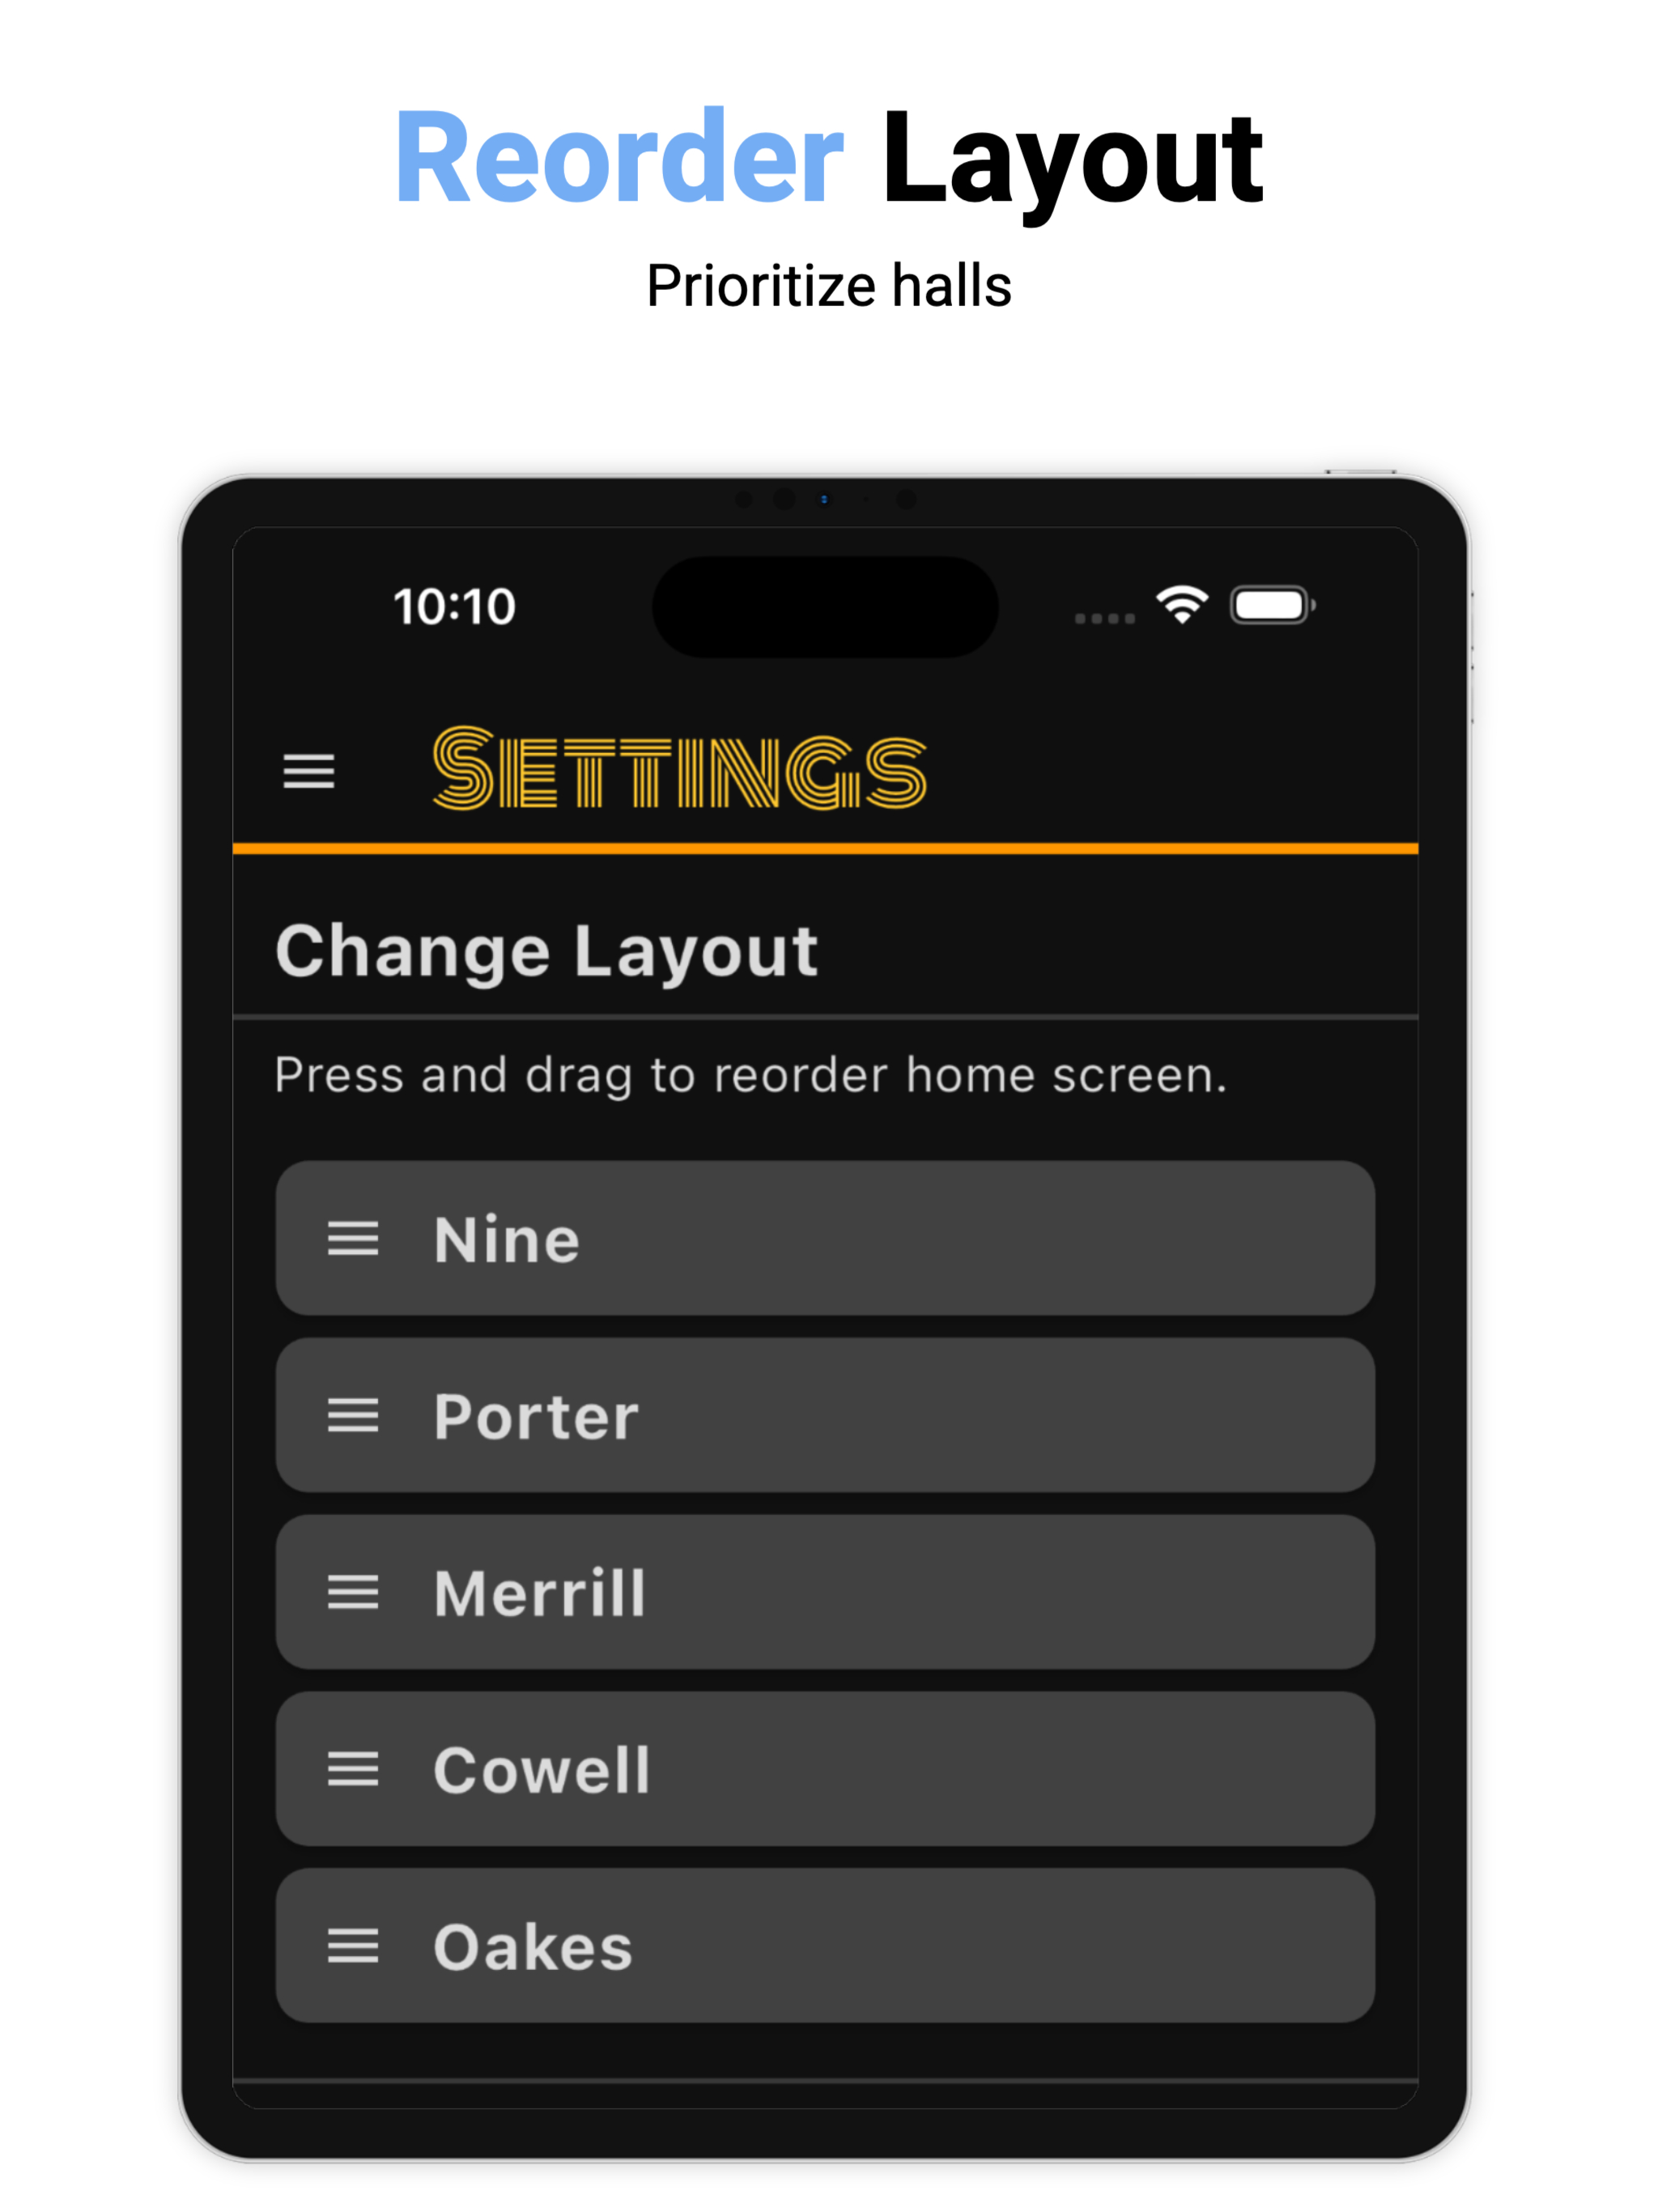 Reorder Layout
Prioritize halls
10:10
Settings
Change Layout
Press and drag to reorder home screen.
Nine
Porter
Merrill
Cowell
Oakes